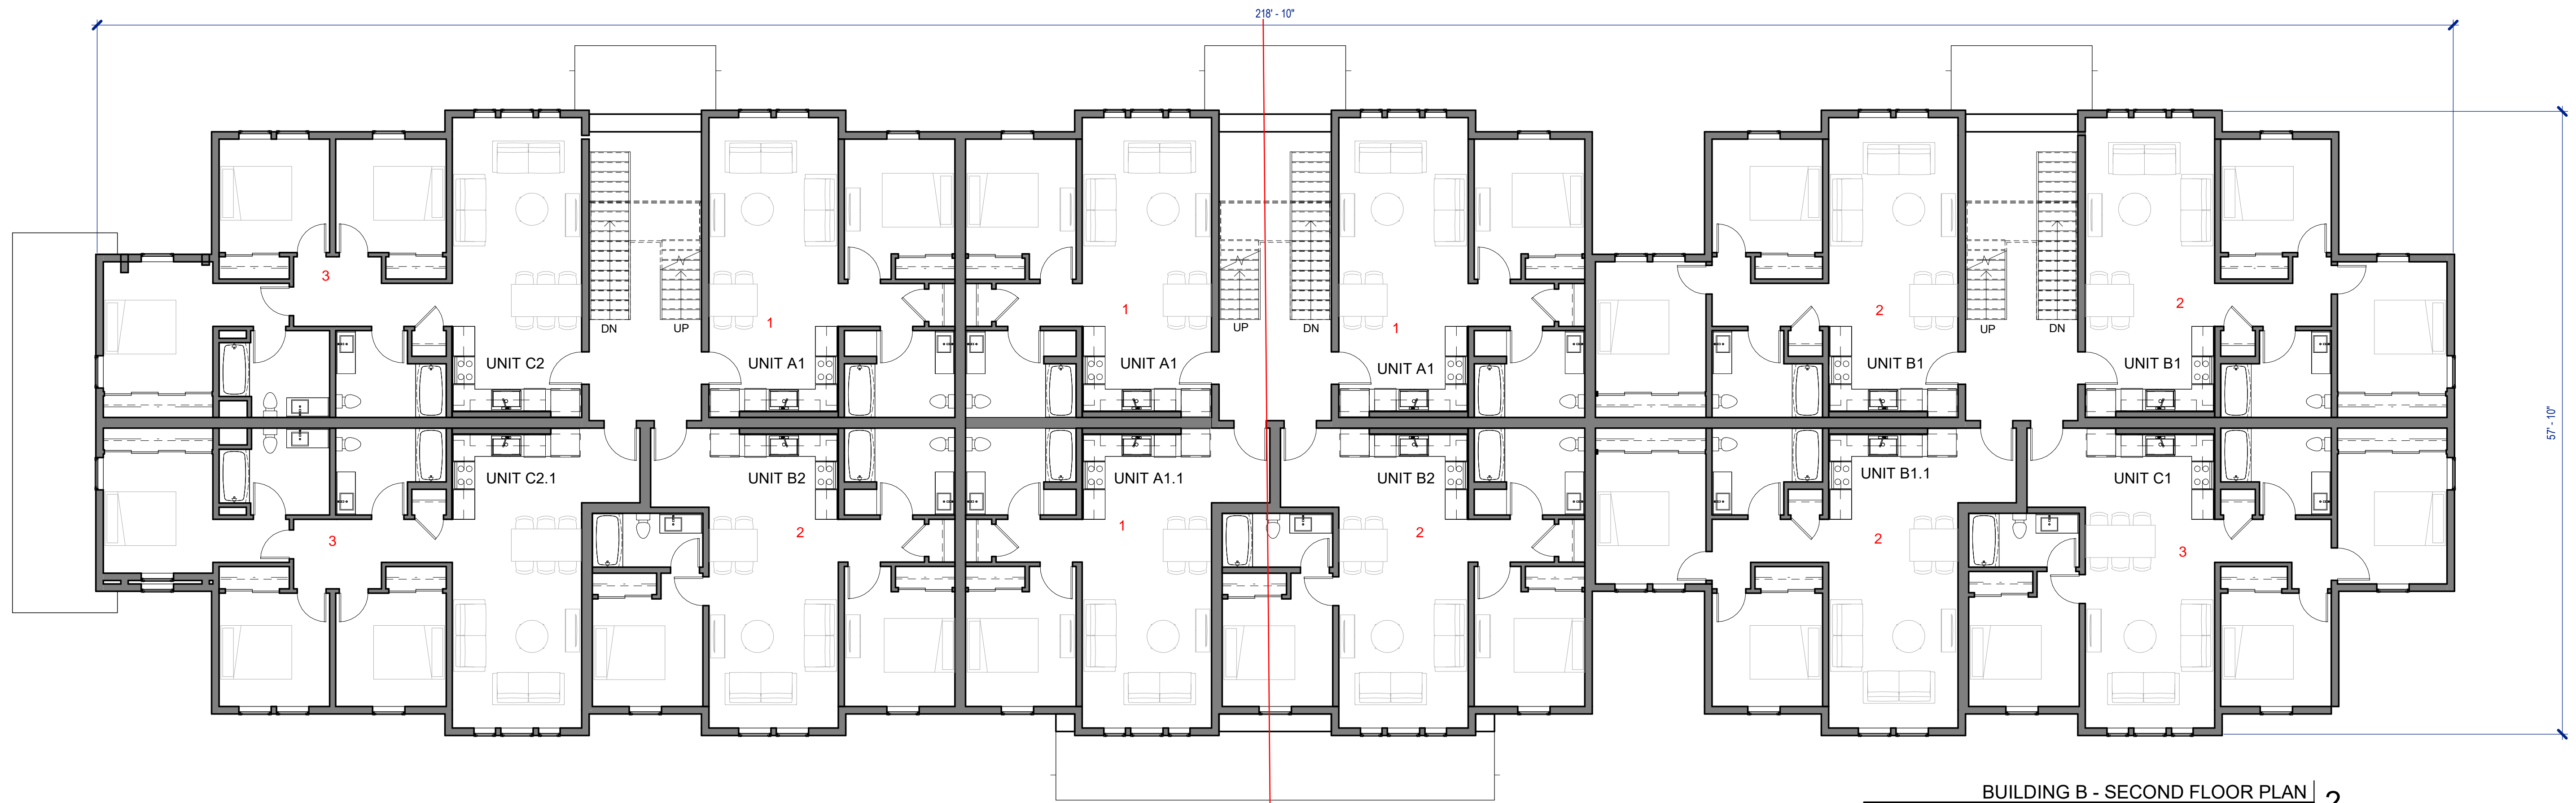 218' - 10"
3
1
1
1
2
2
DN
UP
UP
DN
UP
DN
UNIT C2
UNIT A1
UNIT A1
UNIT A1
UNIT B1
UNIT B1
57' - 10"
UNIT C2.1
UNIT B2
UNIT A1.1
UNIT B2
UNIT B1.1
UNIT C1
3
2
1
1
2
2
3
BUILDING B - SECOND FLOOR PLAN
2